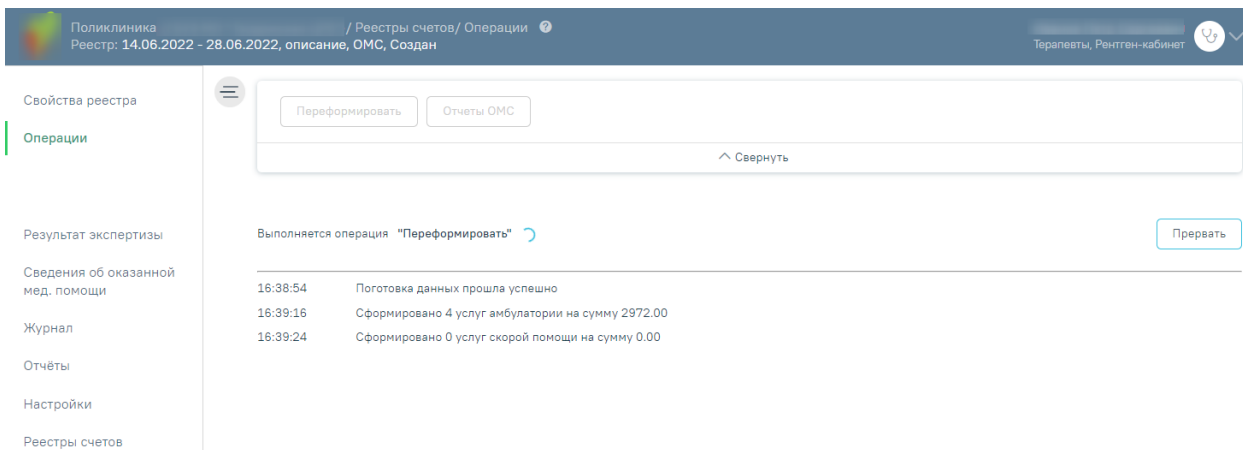 Поликлиника / Реестры счетов/ Операции ?
Реестр: 14.06.2022 - 28.06.2022, описание, ОМС, Создан
Терапевты, Рентген-кабинет
Свойства реестра
Операции
Переформировать
Отчеты ОМС
Свернуть
Результат экспертизы
Сведения об оказанной
мед. помощи
Журнал
Отчёты
Настройки
Реестры счетов
Выполняется операция "Переформировать"
Прервать
16:38:54 Поготовка данных прошла успешно
16:39:16 Сформировано 4 услуг амбулатории на сумму 2972.00
16:39:24 Сформировано 0 услуг скорой помощи на сумму 0.00